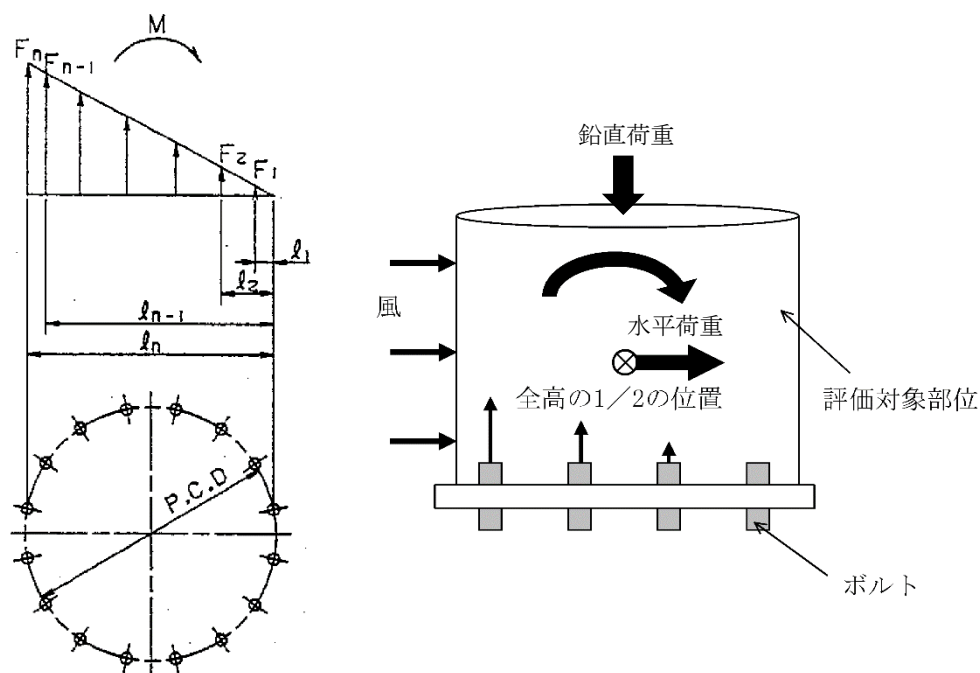 M
Fn
Fn-1
F2
F1
ℓ1
ℓ2
ℓn-1
ℓn
P.C.D
鉛直荷重
風
水平荷重
全高の1／2の位置
評価対象部位
ボルト